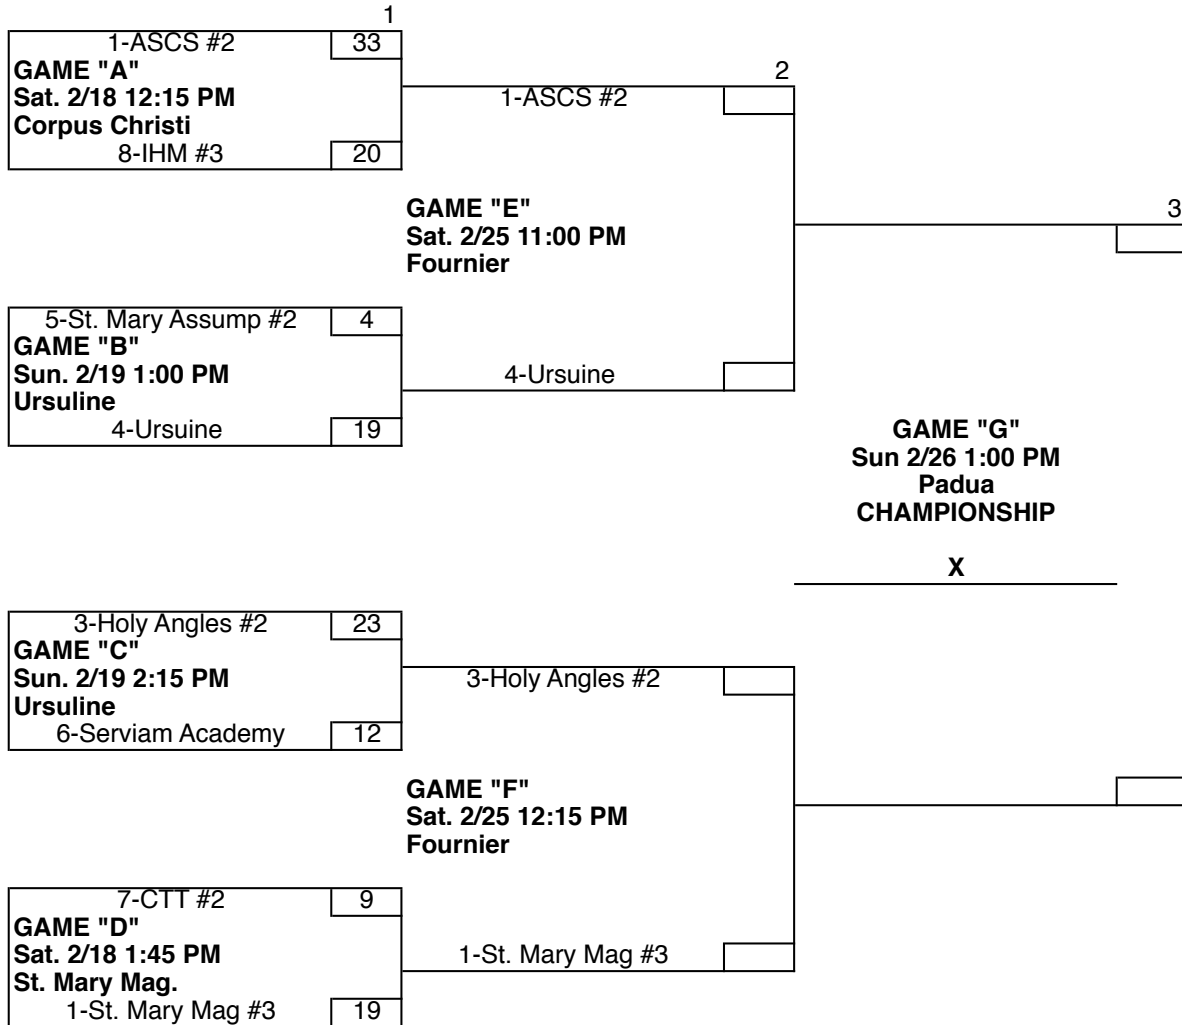 1
1-ASCS #2 33
GAME "A"
Sat. 2/18 12:15 PM
Corpus Christi
8-IHM #3 20
2
1-ASCS #2
GAME "E"
Sat. 2/25 11:00 PM
Fournier
3
5-St. Mary Assump #2 4
GAME "B"
Sun. 2/19 1:00 PM
Ursuline
4-Ursuine 19
4-Ursuine
GAME "G"
Sun 2/26 1:00 PM
Padua
CHAMPIONSHIP
X
3-Holy Angles #2 23
GAME "C"
Sun. 2/19 2:15 PM
Ursuline
6-Serviam Academy 12
3-Holy Angles #2
GAME "F"
Sat. 2/25 12:15 PM
Fournier
7-CTT #2 9
GAME "D"
Sat. 2/18 1:45 PM
St. Mary Mag.
1-St. Mary Mag #3 19
1-St. Mary Mag #3